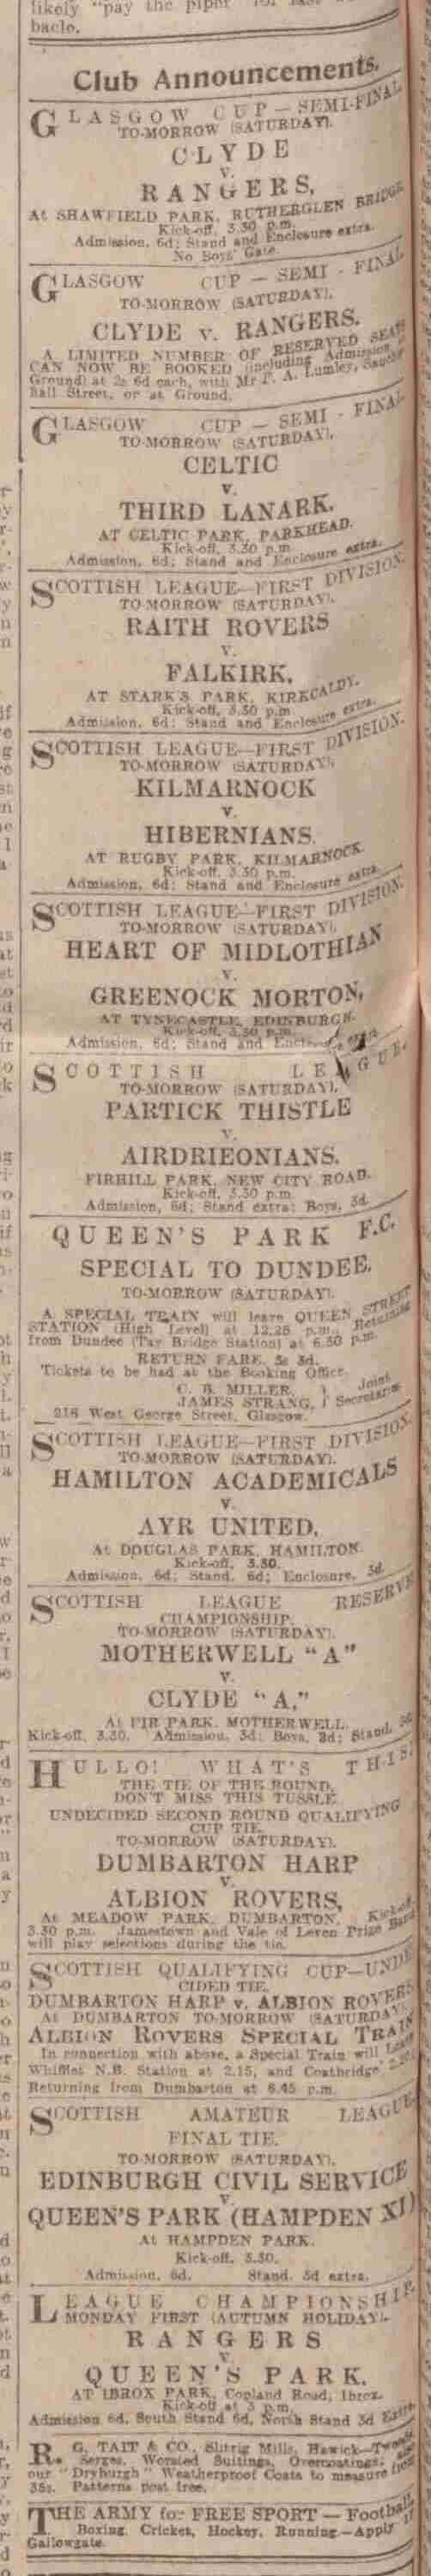 likely "pay the piper" for last
bacle.
Club Announcements.
GLASGOW CUP — SEMI-FINAL
TO-MORROW (SATURDAY).
CLYDE
v.
RANGERS,
At SHAWFIELD PARK, RUTHERGLEN BRIDGE
Kick-off, 3.30 p.m.
Admission, 6d; Stand and Enclosure extra.
No Boys' Gate.
GLASGOW CUP — SEMI - FINAL
TO-MORROW (SATURDAY).
CLYDE v. RANGERS.
A LIMITED NUMBER OF RESERVED SEATS
CAN NOW BE BOOKED (including Admission
Ground) at 2s 6d each, with Mr F. A. Lumley, Sauchie
Hall Street, or at Ground.
GLASGOW CUP — SEMI - FINAL
TO-MORROW (SATURDAY).
CELTIC
v.
THIRD LANARK.
AT CELTIC PARK, PARKHEAD.
Kick-off, 3.30 p.m
Admission, 6d; Stand and Enclosure extra.
SCOTTISH LEAGUE—FIRST DIVISION.
TO-MORROW (SATURDAY).
RAITH ROVERS
v.
FALKIRK,
AT STARK'S PARK, KIRKCALDY.
Kick-off, 3.30 p.m
Admission, 6d; Stand and Enclosure extra.
SCOTTISH LEAGUE—FIRST DIVISION.
TO-MORROW (SATURDAY),
KILMARNOCK
v.
HIBERNIANS.
AT RUGBY PARK, KILMARNOCK
Kick-off, 3.30 p.m.
Admission, 6d; Stand and Enclosure extra.
SCOTTISH LEAGUE—FIRST DIVISION.
TO-MORROW (SATURDAY).
HEART OF MIDLOTHIAN
v.
GREENOCK MORTON,
AT TYNECASTLE, EDINBURGH.
Kick-off, 3.30 p.m.
Admission, 6d; Stand and
SCOTTISH LEAGUE.
TO-MORROW (SATURDAY),
PARTICK THISTLE
v.
AIRDRIEONIANS.
FIRHILL PARK, NEW CITY ROAD.
Kick-off, 3.30 p.m.
Admission, 6d; Stand extra; Boys, 3d.
QUEEN'S PARK F.C.
SPECIAL TO DUNDEE.
TO-MORROW (SATURDAY).
A SPECIAL TRAIN will leave QUEEN STREET
STATION (High Level) at 12.25 p.m., Returning
from Dundee (Tay Bridge Station) at 6.50 p.m.
RETURN FARE, 5s 3d.
Tickets to be had at the Booking Office.
C. B. MILLER, } Joint
JAMES STRANG, } Secretaries
216 West George Street, Glasgow.
SCOTTISH LEAGUE—FIRST DIVISION.
TO-MORROW (SATURDAY).
HAMILTON ACADEMICALS
v.
AYR UNITED,
At DOUGLAS PARK, HAMILTON.
Kick-off, 3.30.
Admission, 6d; Stand, 6d; Enclosure, 3d.
SCOTTISH LEAGUE RESERVE
CHAMPIONSHIP.
TO-MORROW (SATURDAY).
MOTHERWELL "A"
v.
CLYDE "A,"
At FIR PARK, MOTHERWELL.
Kick-off, 3.30. Admission, 3d; Boys, 2d; Stand,
HULLO! WHAT'S THIS!
THE TIE OF THE ROUND.
DON'T MISS THIS TUSSLE.
UNDECIDED SECOND ROUND QUALIFYING
CUP TIE.
TO-MORROW (SATURDAY).
DUMBARTON HARP
v.
ALBION ROVERS,
At MEADOW PARK, DUMBARTON. Kick-off
3.30 p.m. Jamestown and Vale of Leven Prize Band
will play selections during the tie.
SCOTTISH QUALIFYING CUP—UNDE-
CIDED TIE.
DUMBARTON HARP v. ALBION ROVERS
At DUMBARTON TO-MORROW (SATURDAY).
ALBION ROVERS SPECIAL TRAIN
In connection with above, a Special Train will Leave
Whifflet N.B. Station at 2.15, and Coatbridge
Returning from Dumbarton at 6.45 p.m.
SCOTTISH AMATEUR LEAGUE
FINAL TIE.
TO-MORROW (SATURDAY).
EDINBURGH CIVIL SERVICE
v.
QUEEN'S PARK (HAMPDEN XI)
At HAMPDEN PARK.
Kick-off, 3.30.
Admission, 6d. Stand, 3d extra.
LEAGUE CHAMPIONSHIP
MONDAY FIRST (AUTUMN HOLIDAY).
RANGERS
v.
QUEEN'S PARK.
AT IBROX PARK, Copland Road, Ibrox.
Kick-off at 3 p.m.
Admission 6d, South Stand 6d, North Stand 3d Extra
R. G. TAIT & CO., Slitrig Mills, Hawick—Tweeds,
Serges, Worsted Suitings, Overcoatings; also
our "Dryburgh" Weatherproof Coats to measure from
35s. Patterns post free.
THE ARMY for FREE SPORT — Football,
Boxing, Cricket, Hockey, Running.—Apply
Gallowgate.